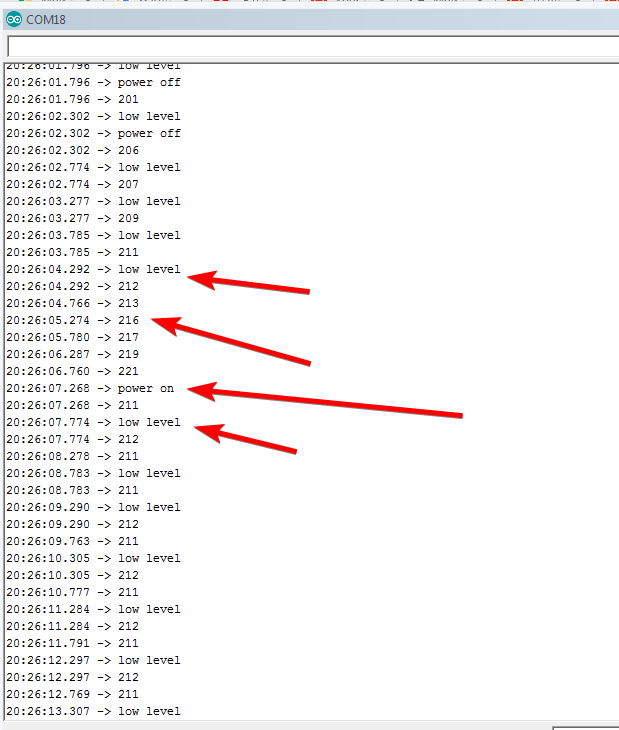 COM18
20:26:01.796 -> low level
20:26:01.796 -> power off
20:26:01.796 -> 201
20:26:02.302 -> low level
20:26:02.302 -> power off
20:26:02.302 -> 206
20:26:02.774 -> low level
20:26:02.774 -> 207
20:26:03.277 -> low level
20:26:03.277 -> 209
20:26:03.785 -> low level
20:26:03.785 -> 211
20:26:04.292 -> low level
20:26:04.292 -> 212
20:26:04.766 -> 213
20:26:05.274 -> 216
20:26:05.780 -> 217
20:26:06.287 -> 219
20:26:06.760 -> 221
20:26:07.268 -> power on
20:26:07.268 -> 211
20:26:07.774 -> low level
20:26:07.774 -> 212
20:26:08.278 -> 211
20:26:08.783 -> low level
20:26:08.783 -> 211
20:26:09.290 -> low level
20:26:09.290 -> 212
20:26:09.763 -> 211
20:26:10.305 -> low level
20:26:10.305 -> 212
20:26:10.777 -> 211
20:26:11.284 -> low level
20:26:11.284 -> 212
20:26:11.791 -> 211
20:26:12.297 -> low level
20:26:12.297 -> 212
20:26:12.769 -> 211
20:26:13.307 -> low level